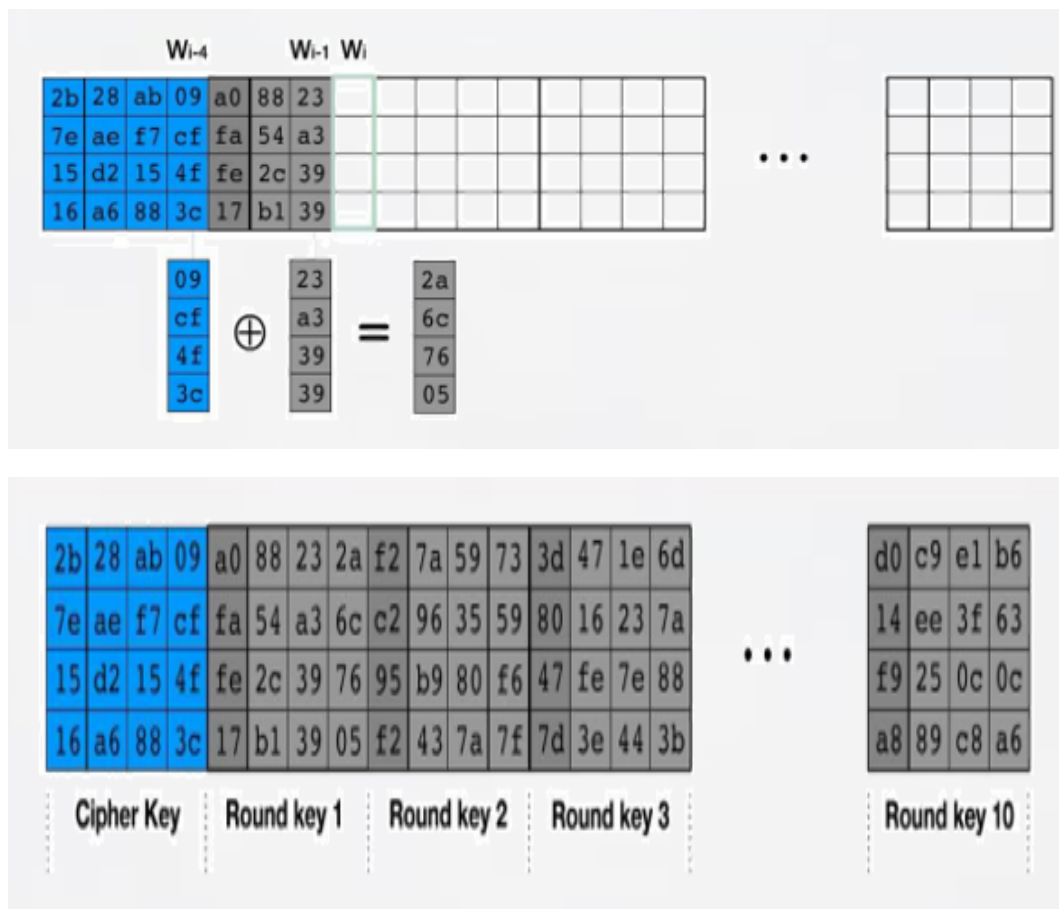 Wi-4 Wi-1 Wi
2b 28 ab 09 a0 88 23
7e ae f7 cf fa 54 a3
15 d2 15 4f fe 2c 39
16 a6 88 3c 17 b1 39
...
09 23 2a
cf ⊕ a3 = 6c
4f 39 76
3c 39 05
2b 28 ab 09 a0 88 23 2a f2 7a 59 73 3d 47 1e 6d d0 c9 e1 b6
7e ae f7 cf fa 54 a3 6c c2 96 35 59 80 16 23 7a 14 ee 3f 63
...
15 d2 15 4f fe 2c 39 76 95 b9 80 f6 47 fe 7e 88 f9 25 0c 0c
16 a6 88 3c 17 b1 39 05 f2 43 7a 7f 7d 3e 44 3b a8 89 c8 a6
Cipher Key Round key 1 Round key 2 Round key 3 Round key 10